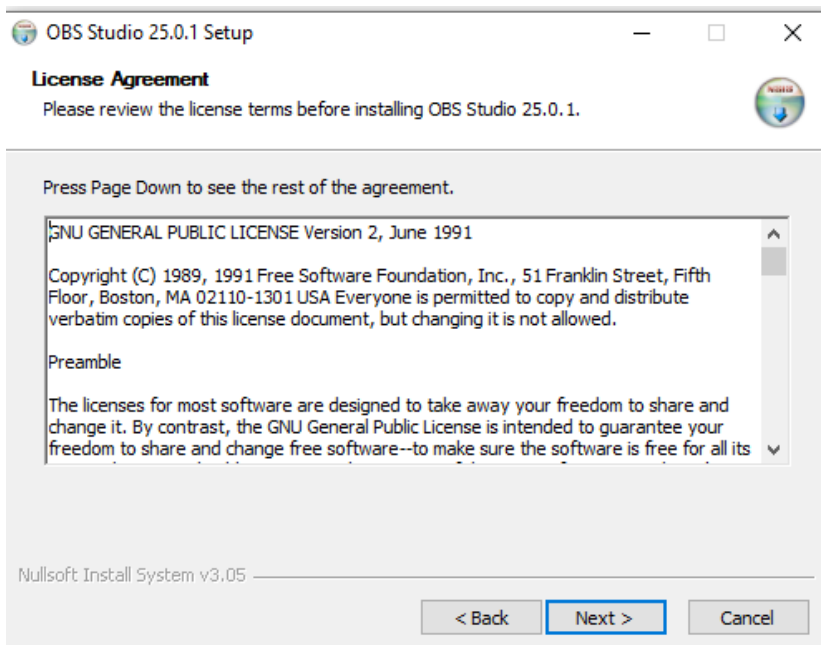 OBS Studio 25.0.1 Setup
License Agreement
Please review the license terms before installing OBS Studio 25.0.1.
Press Page Down to see the rest of the agreement.
GNU GENERAL PUBLIC LICENSE Version 2, June 1991
Copyright (C) 1989, 1991 Free Software Foundation, Inc., 51 Franklin Street, Fifth
Floor, Boston, MA 02110-1301 USA Everyone is permitted to copy and distribute
verbatim copies of this license document, but changing it is not allowed.
Preamble
The licenses for most software are designed to take away your freedom to share and
change it. By contrast, the GNU General Public License is intended to guarantee your
freedom to share and change free software--to make sure the software is free for all its
Nullsoft Install System v3.05
< Back
Next >
Cancel